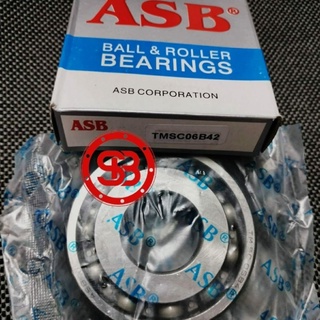 ASB®
BALL & ROLLER
BEARINGS
ASB CORPORATION
ASB
TMSC06B42
ASB®
ASB®
ASB